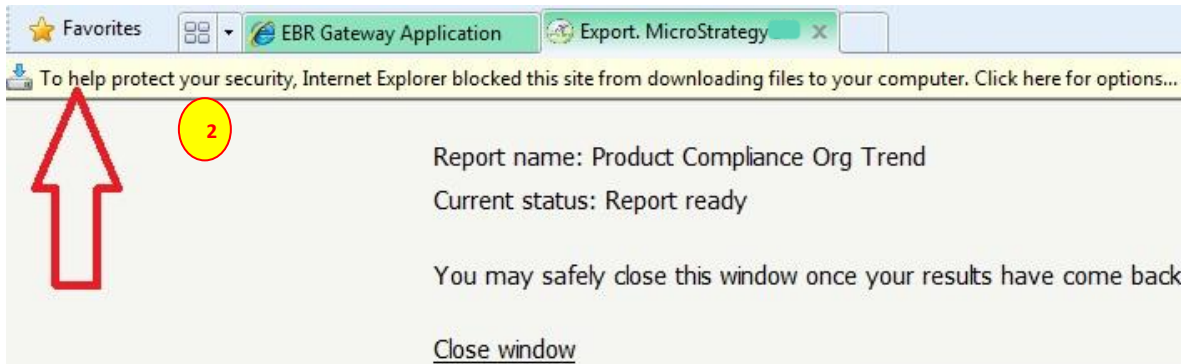 Favorites EBR Gateway Application Export. MicroStrategy x
To help protect your security, Internet Explorer blocked this site from downloading files to your computer. Click here for options...
2
Report name: Product Compliance Org Trend
Current status: Report ready
You may safely close this window once your results have come back
Close window